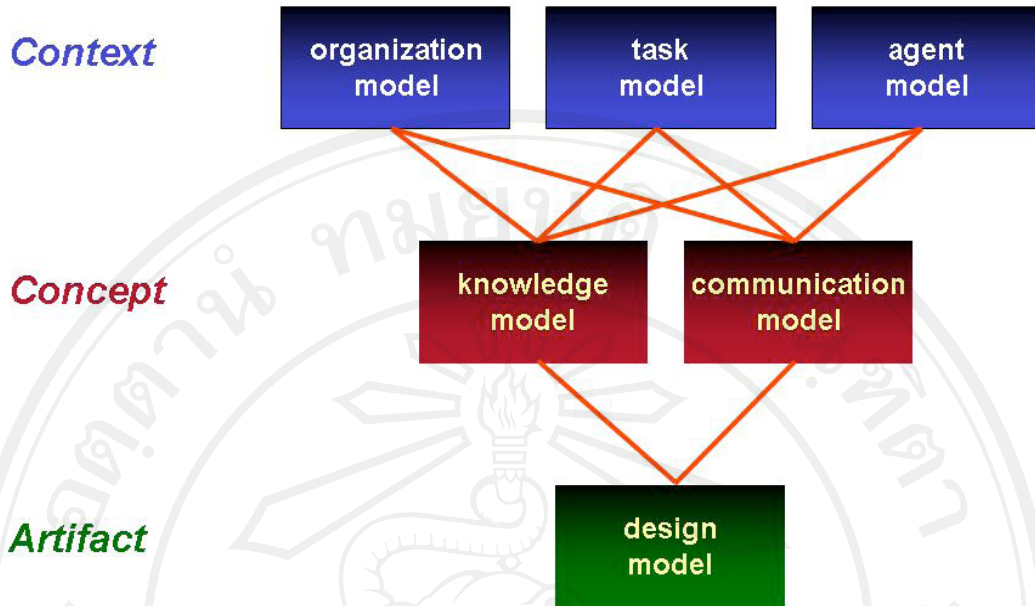 Context
organization
model
task
model
agent
model
Concept
knowledge
model
communication
model
Artifact
design
model